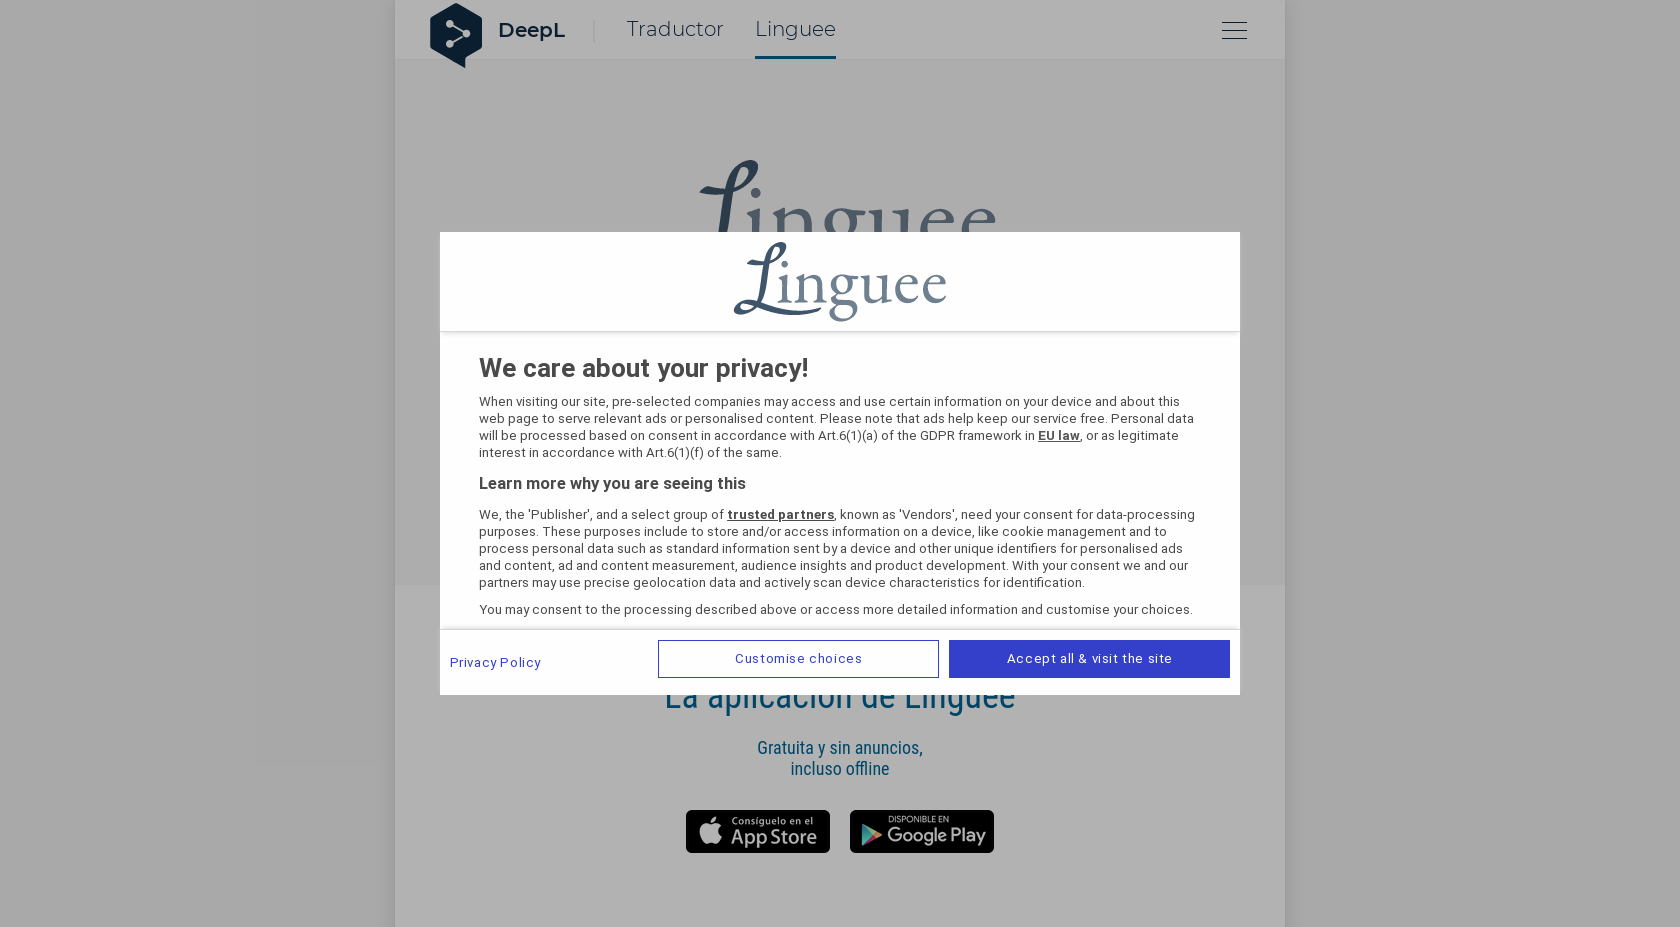 DeepL
Traductor
Linguee
Linguee
Linguee
We care about your privacy!
When visiting our site, pre-selected companies may access and use certain information on your device and about this
web page to serve relevant ads or personalised content. Please note that ads help keep our service free. Personal data
will be processed based on consent in accordance with Art.6(1)(a) of the GDPR framework in EU law, or as legitimate
interest in accordance with Art.6(1)(f) of the same.
Learn more why you are seeing this
We, the 'Publisher', and a select group of trusted partners, known as 'Vendors', need your consent for data-processing
purposes. These purposes include to store and/or access information on a device, like cookie management and to
process personal data such as standard information sent by a device and other unique identifiers for personalised ads
and content, ad and content measurement, audience insights and product development. With your consent we and our
partners may use precise geolocation data and actively scan device characteristics for identification.
You may consent to the processing described above or access more detailed information and customise your choices.
Privacy Policy
Customise choices
Accept all & visit the site
La aplicación de Linguee
Gratuita y sin anuncios,
incluso offline
Consíguelo en el
App Store
DISPONIBLE EN
Google Play